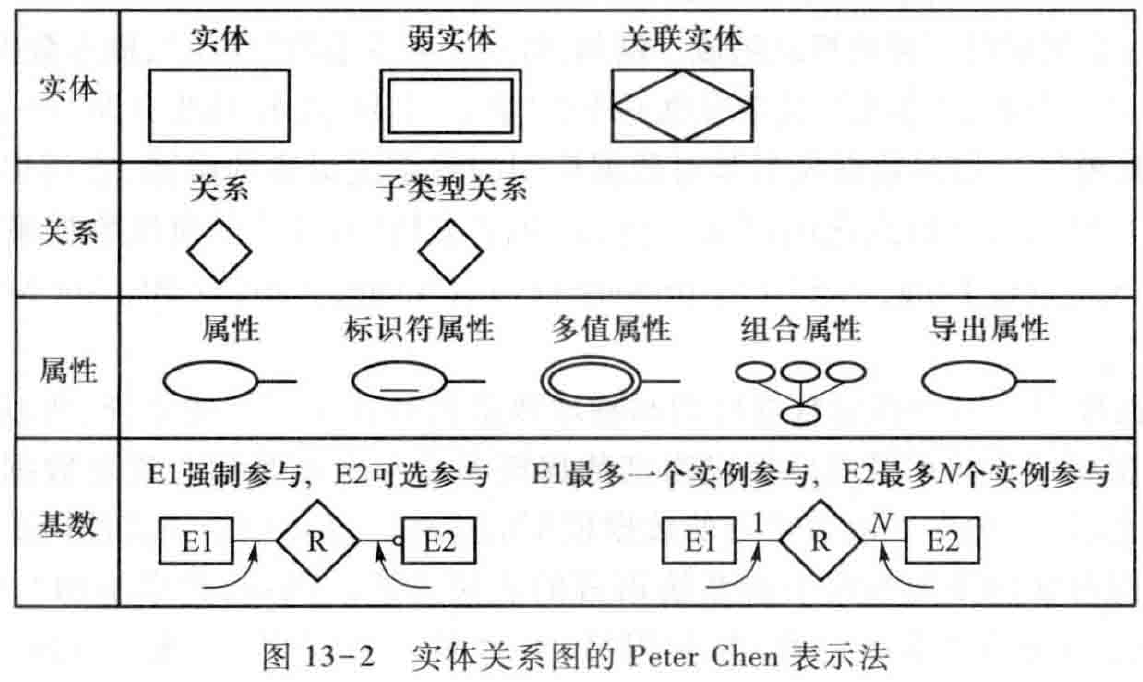 实体 弱实体 关联实体
实体
关系 子类型关系
关系
属性 标识符属性 多值属性 组合属性 导出属性
属性
E1强制参与，E2可选参与 E1最多一个实例参与，E2最多N个实例参与
基数 E1 R E2 E1 1 R N E2
图 13-2 实体关系图的 Peter Chen 表示法